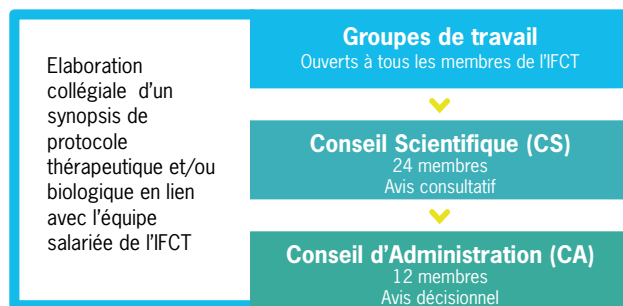 Elaboration
collégiale d'un
synopsis de
protocole
thérapeutique et/ou
biologique en lien
avec l'équipe
salariée de l'IFCT
Groupes de travail
Ouverts à tous les membres de l'IFCT
Conseil Scientifique (CS)
24 membres
Avis consultatif
Conseil d'Administration (CA)
12 membres
Avis décisionnel